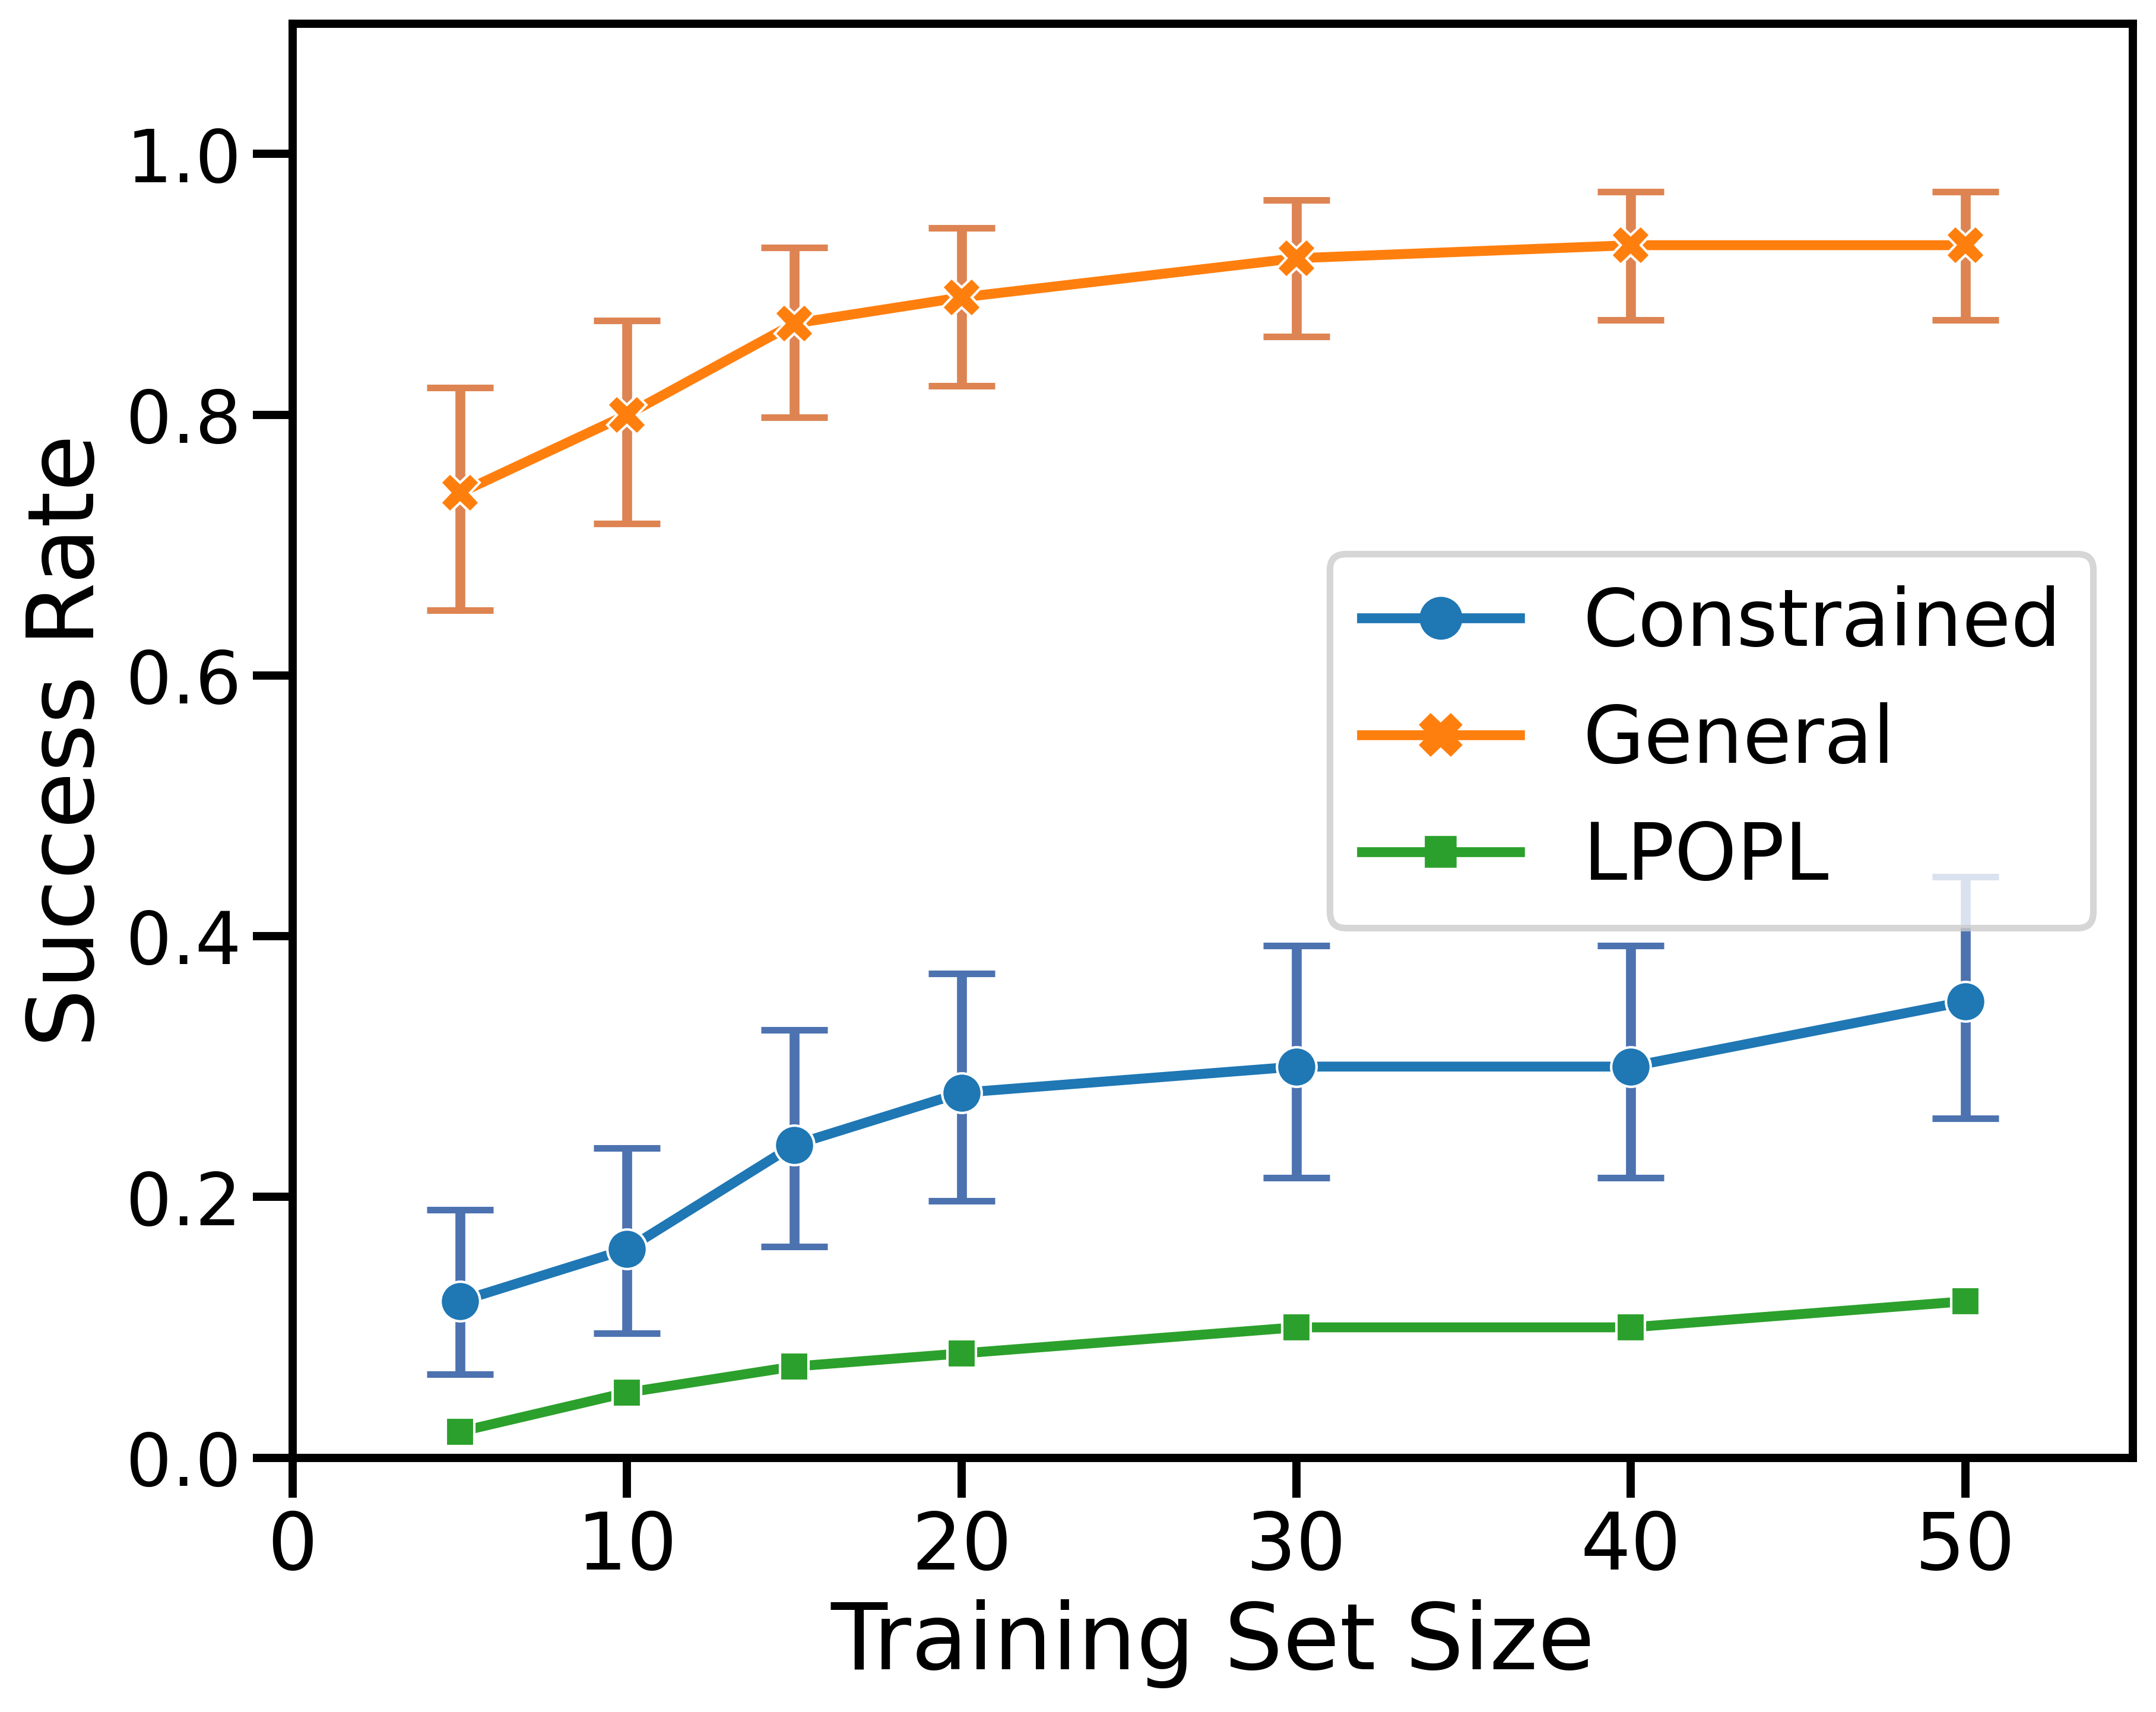 Success Rate
1.0
0.8
0.6
0.4
0.2
0.0
Constrained
General
LPOPL
0 10 20 30 40 50
Training Set Size